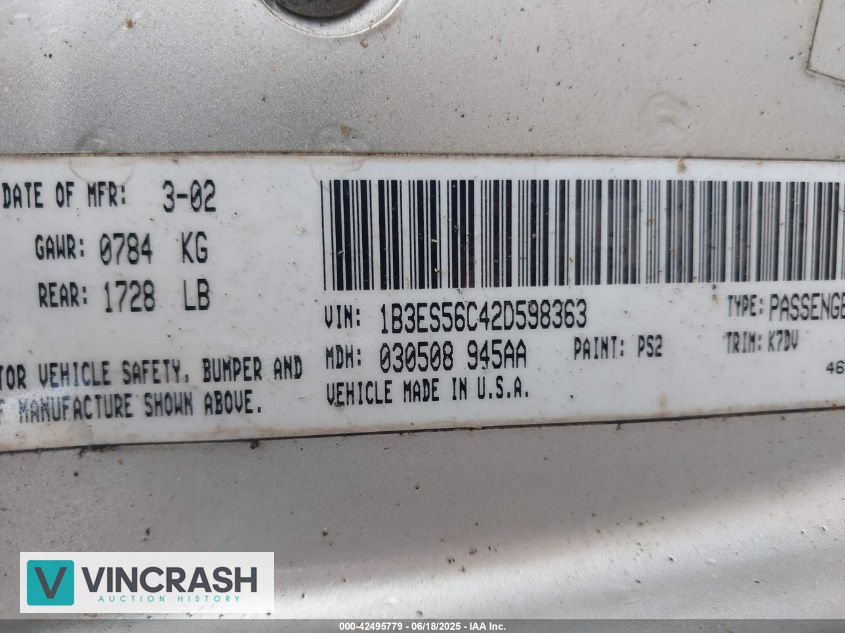 DATE OF MFR: 3-02
GAWR: 0784 KG
REAR: 1728 LB
VEHICLE SAFETY, BUMPER AND
MANUFACTURE SHOWN ABOVE.
VIN: 1B3ES56C42D598363
TYPE: PASSENGE
MDH: 030508 945AA
PAINT: PS2
TRIM: K7DV
VEHICLE MADE IN U.S.A.
46
V VINCRASH
AUCTION HISTORY
000-42495779 - 06/18/2025 - IAA Inc.